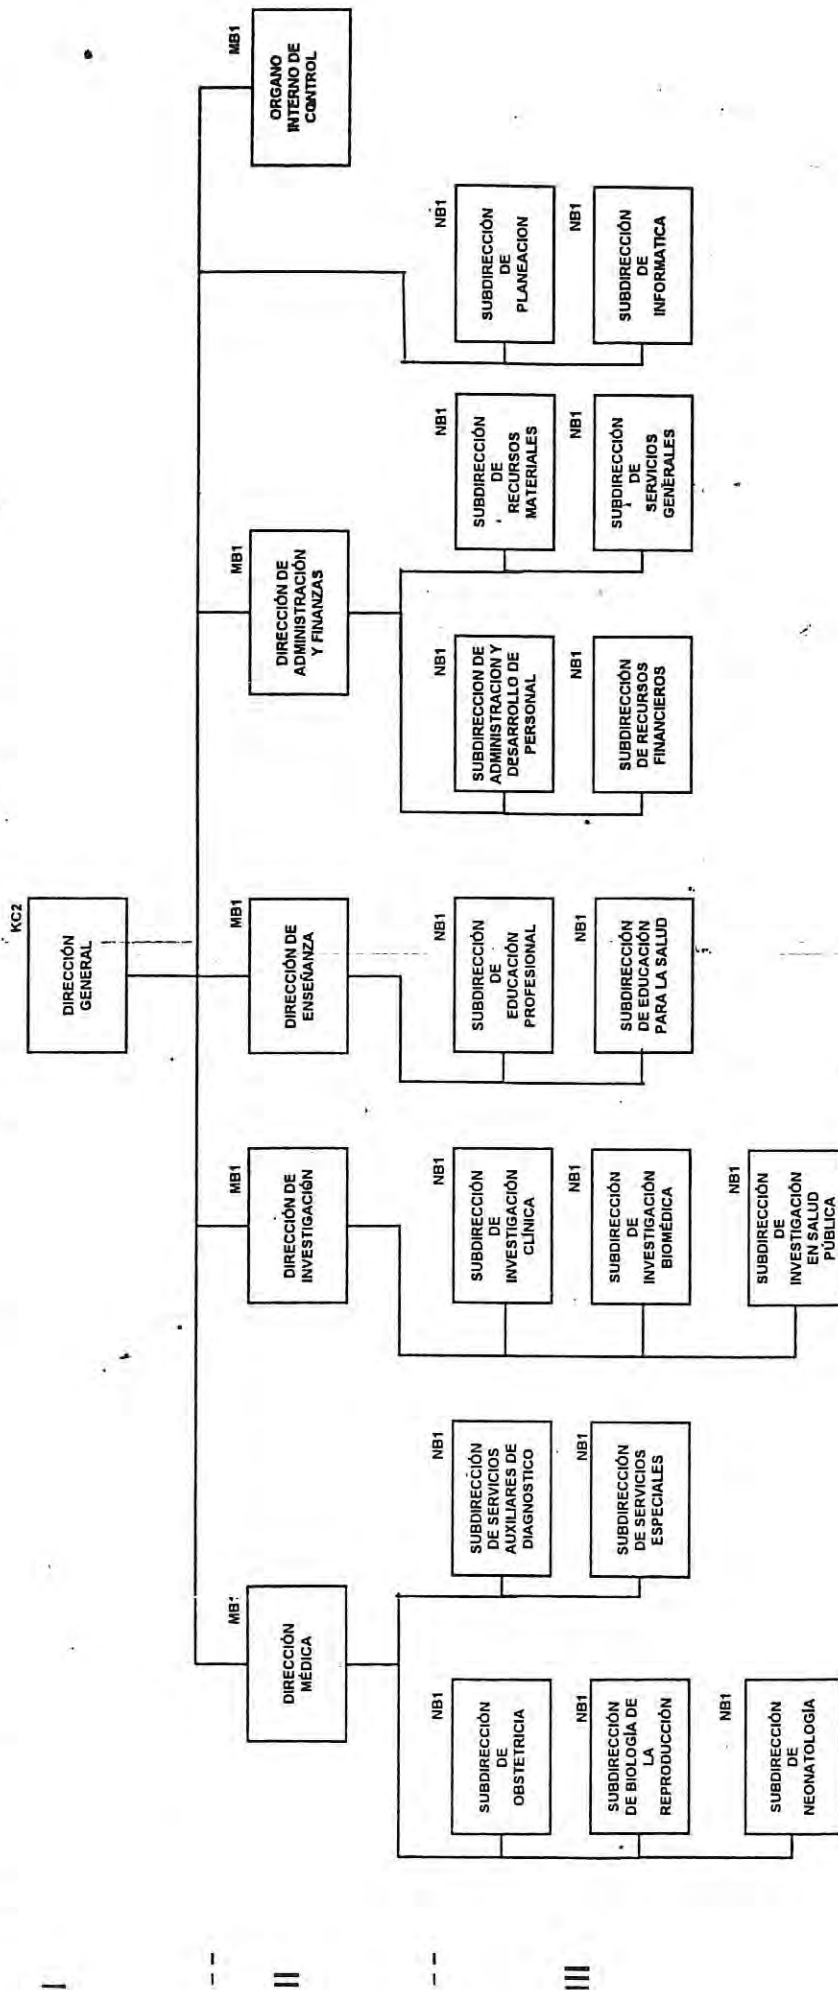 I
KC2
DIRECCIÓN
GENERAL
II
MB1
DIRECCIÓN
MÉDICA
MB1
DIRECCIÓN DE
INVESTIGACIÓN
MB1
DIRECCIÓN DE
ENSEÑANZA
MB1
DIRECCIÓN DE
ADMINISTRACIÓN
Y FINANZAS
MB1
ORGANO
INTERNO DE
CONTROL
III
NB1
SUBDIRECCIÓN
DE
OBSTETRICIA
NB1
SUBDIRECCIÓN
DE BIOLOGÍA DE
LA
REPRODUCCIÓN
NB1
SUBDIRECCIÓN
DE
NEONATOLOGÍA
NB1
SUBDIRECCIÓN
DE SERVICIOS
AUXILIARES DE
DIAGNOSTICO
NB1
SUBDIRECCIÓN
DE SERVICIOS
ESPECIALES
NB1
SUBDIRECCIÓN
DE
INVESTIGACIÓN
CLÍNICA
NB1
SUBDIRECCIÓN
DE
INVESTIGACIÓN
BIOMÉDICA
NB1
SUBDIRECCIÓN
DE
INVESTIGACIÓN
EN SALUD
PÚBLICA
NB1
SUBDIRECCIÓN
DE
EDUCACIÓN
PROFESIONAL
NB1
SUBDIRECCIÓN
DE EDUCACIÓN
PARA LA SALUD
NB1
SUBDIRECCION DE
ADMINISTRACION Y
DESARROLLO DE
PERSONAL
NB1
SUBDIRECCIÓN
DE RECURSOS
FINANCIEROS
NB1
SUBDIRECCIÓN
DE
RECURSOS
MATERIALES
NB1
SUBDIRECCIÓN
DE
SERVICIOS
GENERALES
NB1
SUBDIRECCIÓN
DE
PLANEACION
NB1
SUBDIRECCIÓN
DE
INFORMATICA